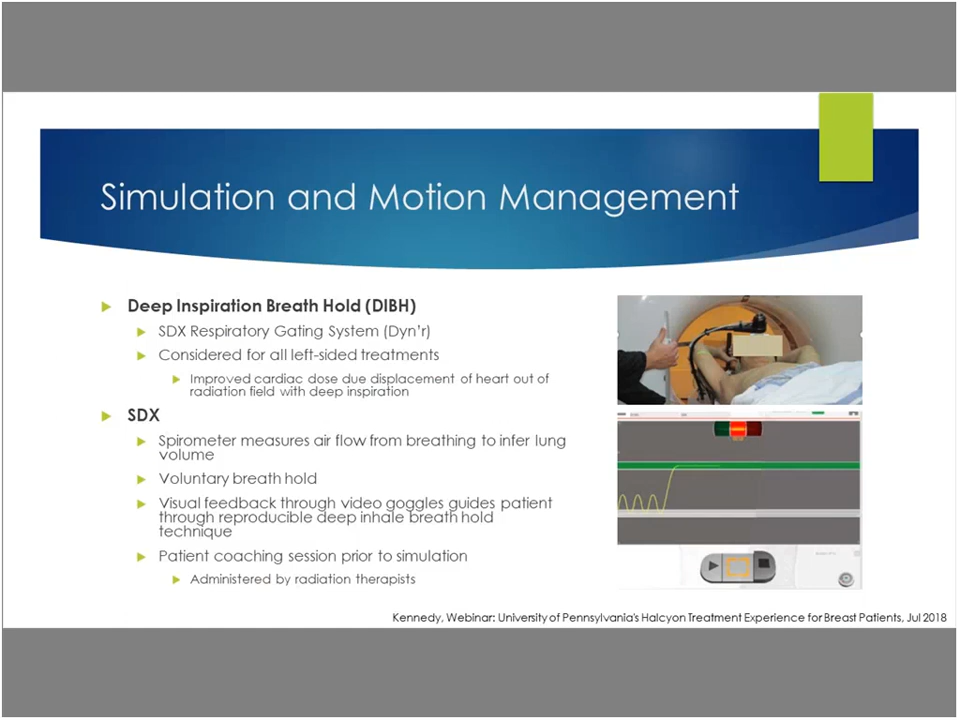 Simulation and Motion Management
Deep Inspiration Breath Hold (DIBH)
SDX Respiratory Gating System (Dyn'r)
Considered for all left-sided treatments
Improved cardiac dose due displacement of heart out of
radiation field with deep inspiration
SDX
Spirometer measures air flow from breathing to infer lung
volume
Voluntary breath hold
Visual feedback through video goggles guides patient
through reproducible deep inhale breath hold
technique
Patient coaching session prior to simulation
Administered by radiation therapists
Kennedy, Webinar: University of Pennsylvania's Halcyon Treatment Experience for Breast Patients, Jul 2018